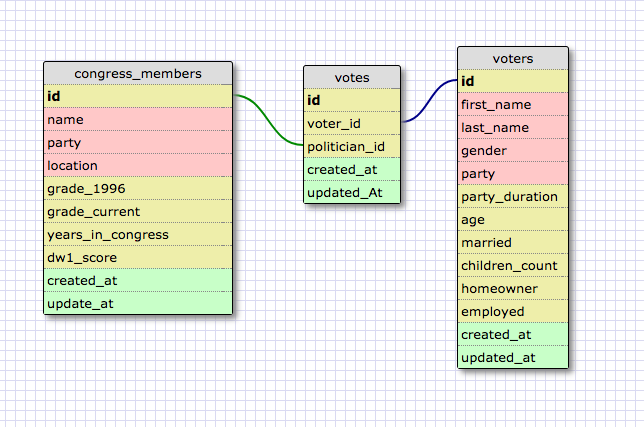 congress_members
id
name
party
location
grade_1996
grade_current
years_in_congress
dw1_score
created_at
update_at
votes
id
voter_id
politician_id
created_at
updated_At
voters
id
first_name
last_name
gender
party
party_duration
age
married
children_count
homeowner
employed
created_at
updated_at